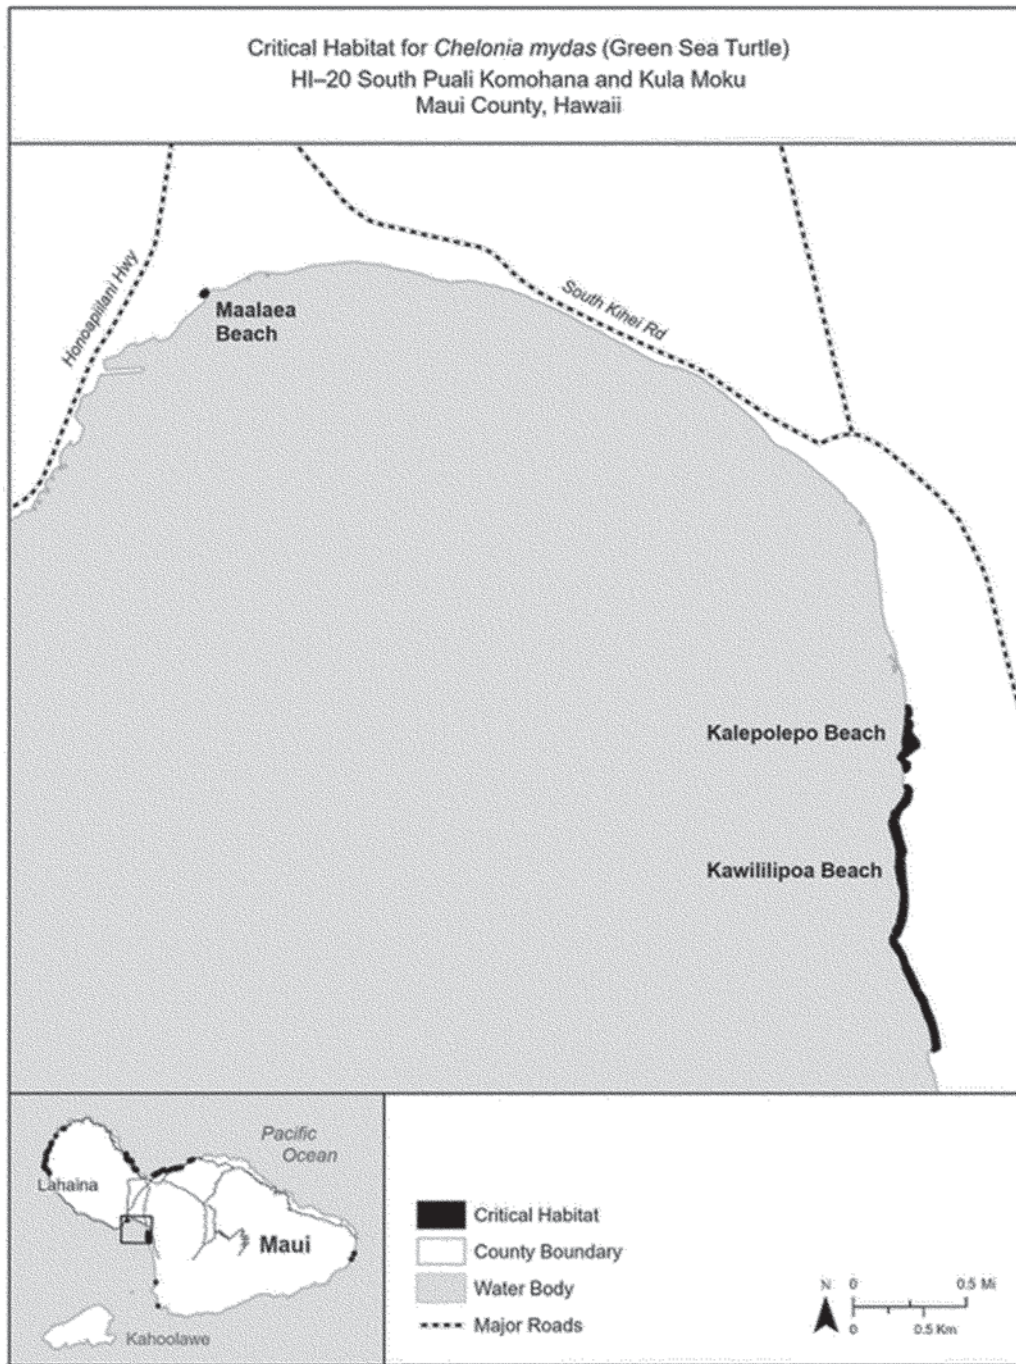 Critical Habitat for Chelonia mydas (Green Sea Turtle)
HI–20 South Puali Komohana and Kula Moku
Maui County, Hawaii
Honoapiilani Hwy
South Kihei Rd
Maalaea
Beach
Kalepolepo Beach
Kawililipoa Beach
Pacific
Ocean
Lahaina
Maui
Kahoolawe
Critical Habitat
County Boundary
Water Body
Major Roads
N
0 0.5 Mi
0 0.5 Km